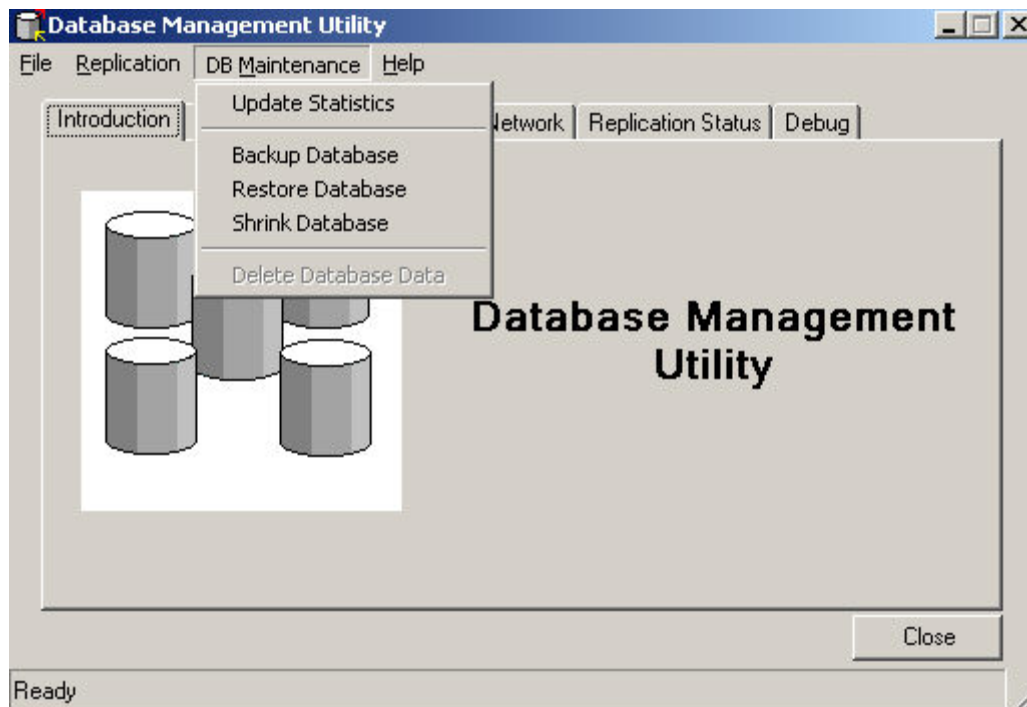 Database Management Utility
File Replication DB Maintenance Help
Introduction Network Replication Status Debug
Update Statistics
Backup Database
Restore Database
Shrink Database
Delete Database Data
Database Management
Utility
Close
Ready